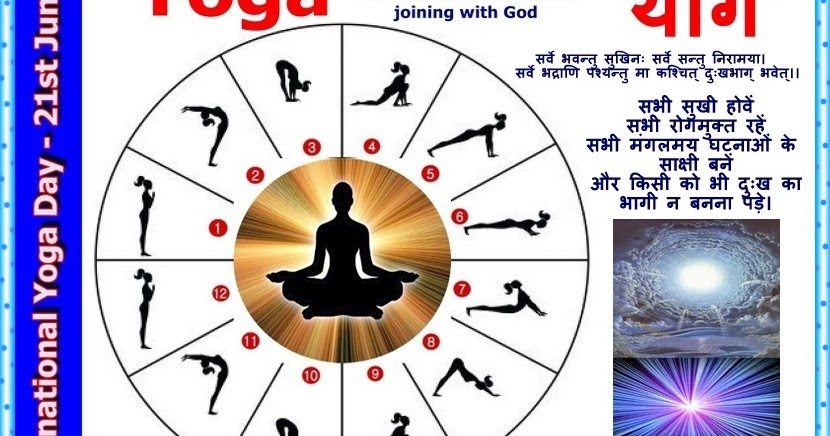 Yoga
joining with God
योग
सर्वे भवन्तु सुखिनः सर्वे सन्तु निरामया।
सर्वे भद्राणि पश्यन्तु मा कश्चित् दुःखभाग् भवेत्।।
सभी सुखी होवें
सभी रोगमुक्त रहें
सभी मंगलमय घटनाओं के
साक्षी बनें
और किसी को भी दुःख का
भागी न बनना पड़े।
national Yoga Day - 21st Jun
1
2
3
4
5
6
7
8
9
10
11
12